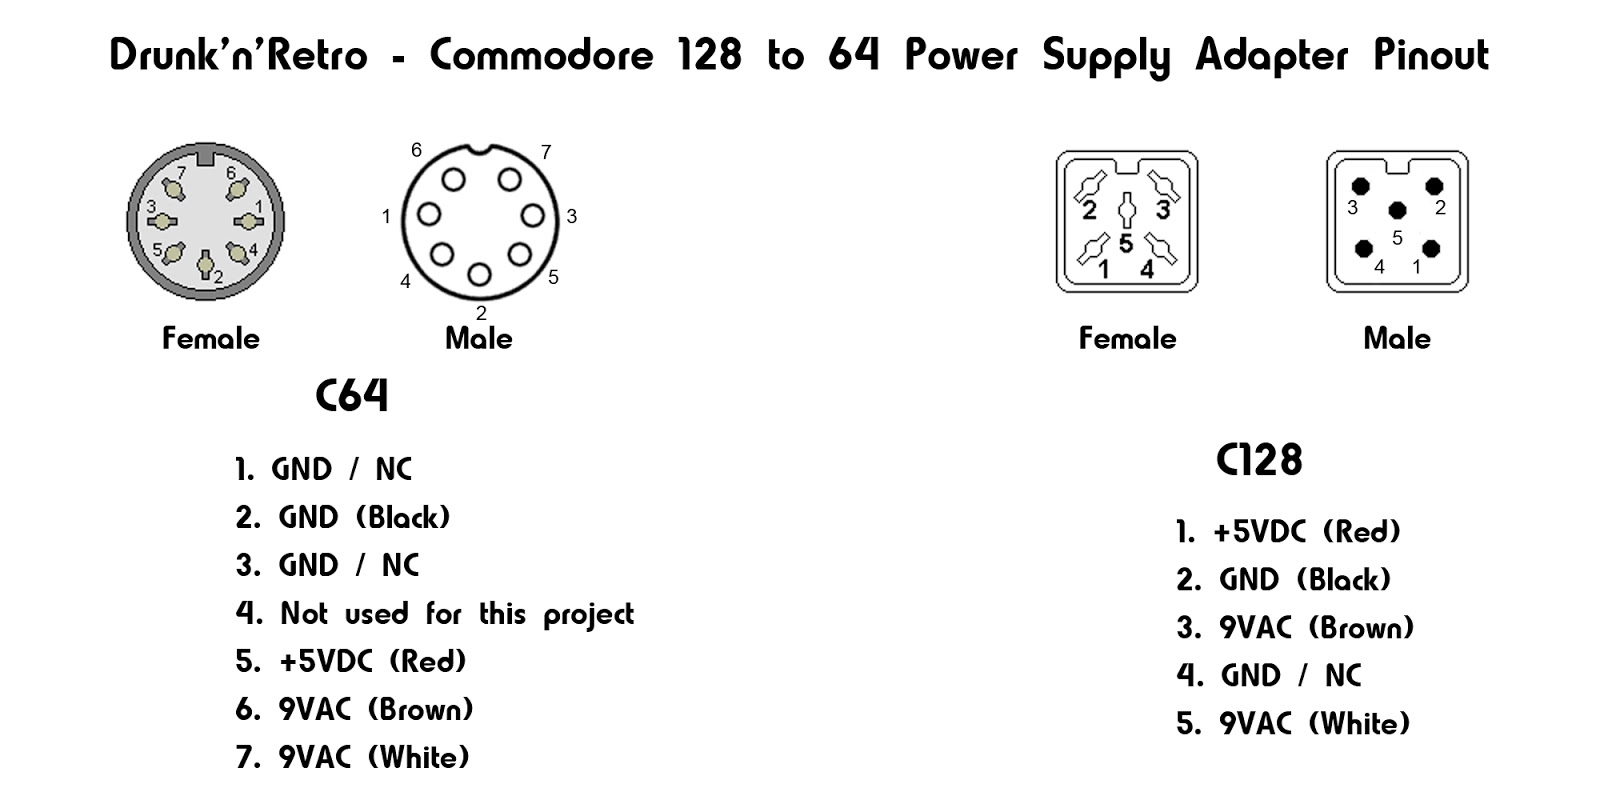 Drunk'n'Retro - Commodore 128 to 64 Power Supply Adapter Pinout
7 6
3 1
5 4
2
Female
6 7
1 3
4 5
2
Male
C64
1. GND / NC
2. GND (Black)
3. GND / NC
4. Not used for this project
5. +5VDC (Red)
6. 9VAC (Brown)
7. 9VAC (White)
2 3
5
1 4
Female
3 2
5
4 1
Male
C128
1. +5VDC (Red)
2. GND (Black)
3. 9VAC (Brown)
4. GND / NC
5. 9VAC (White)